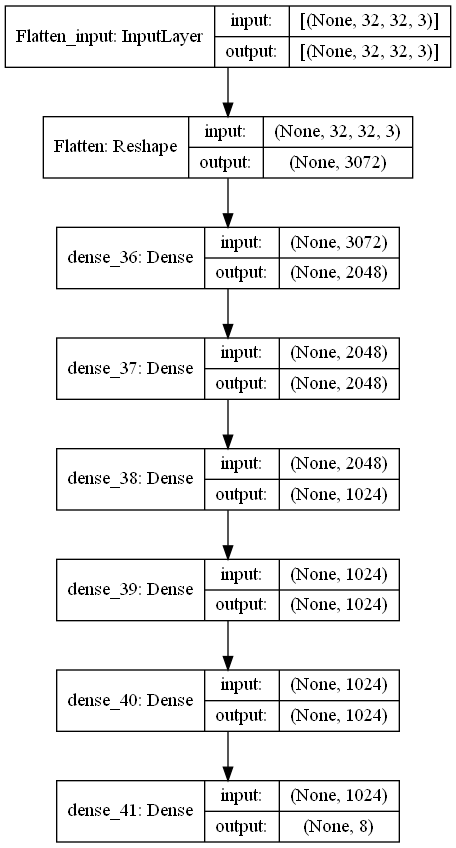 Flatten_input: InputLayer
input: [(None, 32, 32, 3)]
output: [(None, 32, 32, 3)]
Flatten: Reshape
input: (None, 32, 32, 3)
output: (None, 3072)
dense_36: Dense
input: (None, 3072)
output: (None, 2048)
dense_37: Dense
input: (None, 2048)
output: (None, 2048)
dense_38: Dense
input: (None, 2048)
output: (None, 1024)
dense_39: Dense
input: (None, 1024)
output: (None, 1024)
dense_40: Dense
input: (None, 1024)
output: (None, 1024)
dense_41: Dense
input: (None, 1024)
output: (None, 8)